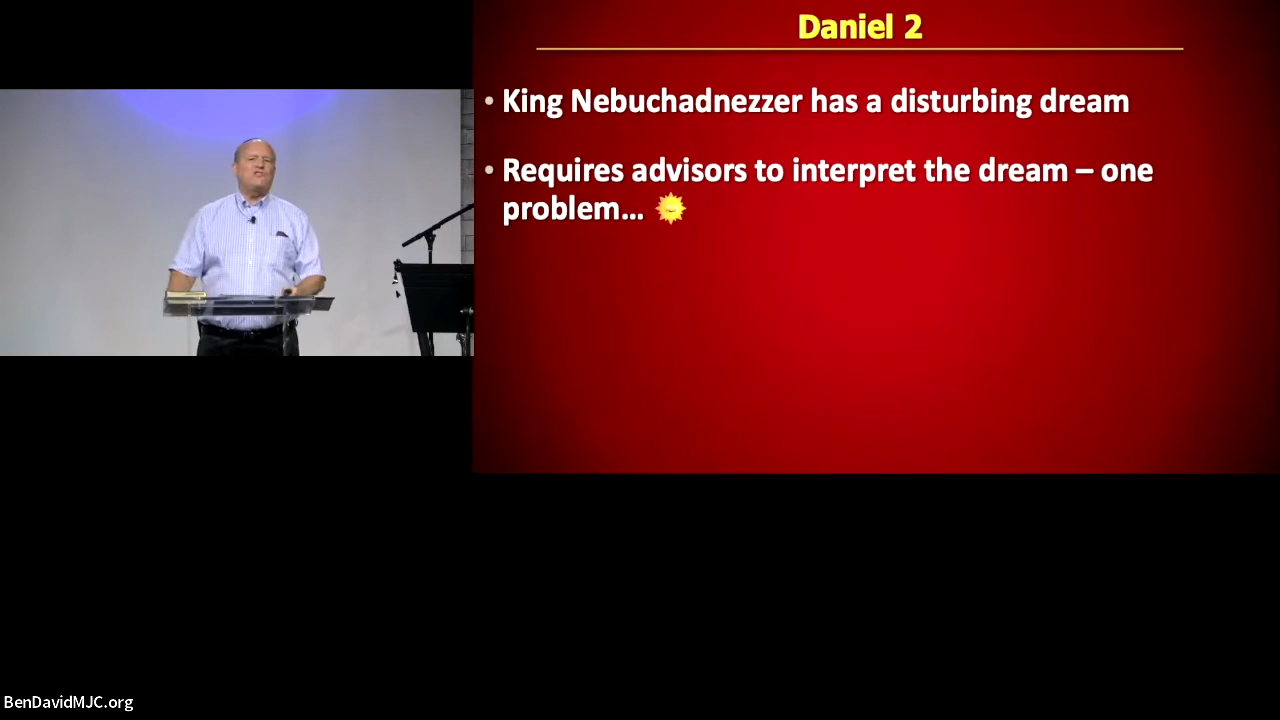 Daniel 2
• King Nebuchadnezzer has a disturbing dream
• Requires advisors to interpret the dream – one
problem... 🌞
BenDavidMJC.org